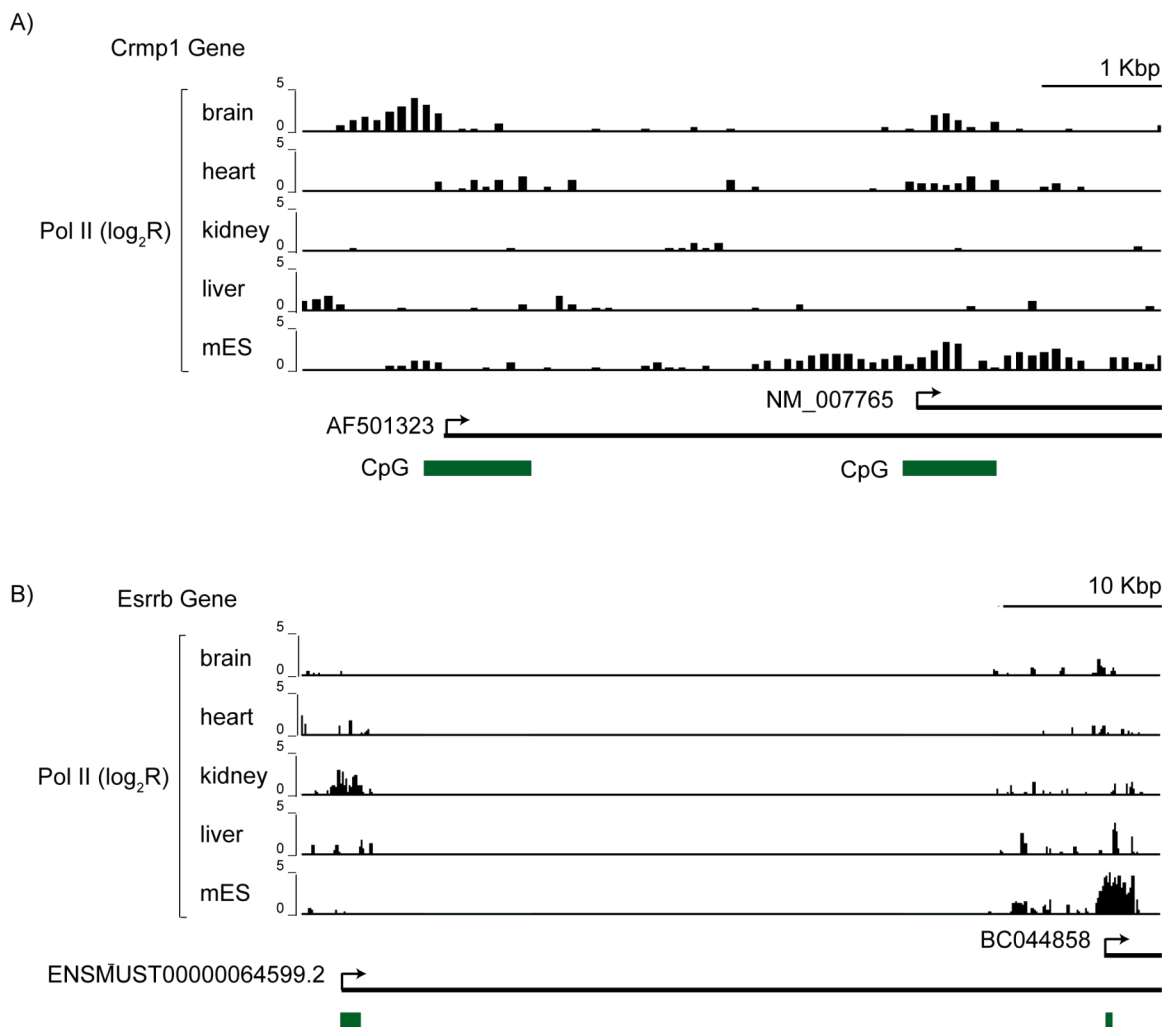 A)
Crmp1 Gene
1 Kbp
5
brain
0
5
heart
0
Pol II (log2R)
5
kidney
0
5
liver
0
5
mES
0
NM_007765
AF501323
CpG CpG
B)
Esrrb Gene
10 Kbp
5
brain
0
5
heart
0
Pol II (log2R)
5
kidney
0
5
liver
0
5
mES
0
BC044858
ENSMUST00000064599.2